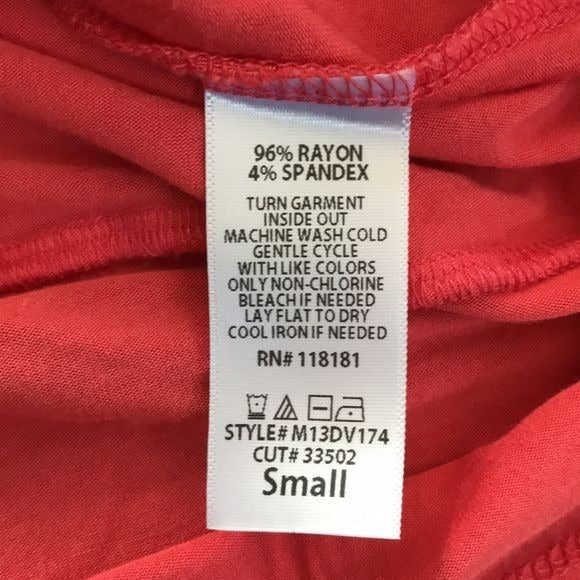 96% RAYON
4% SPANDEX
TURN GARMENT
INSIDE OUT
MACHINE WASH COLD
GENTLE CYCLE
WITH LIKE COLORS
ONLY NON-CHLORINE
BLEACH IF NEEDED
LAY FLAT TO DRY
COOL IRON IF NEEDED
RN# 118181
STYLE# M13DV174
CUT# 33502
Small